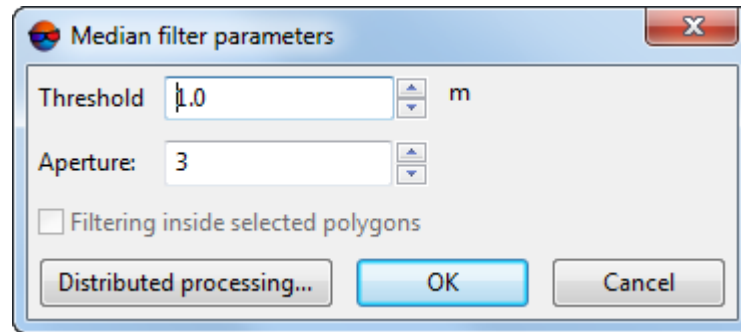 Median filter parameters
Threshold 1.0 m
Aperture: 3
Filtering inside selected polygons
Distributed processing... OK Cancel